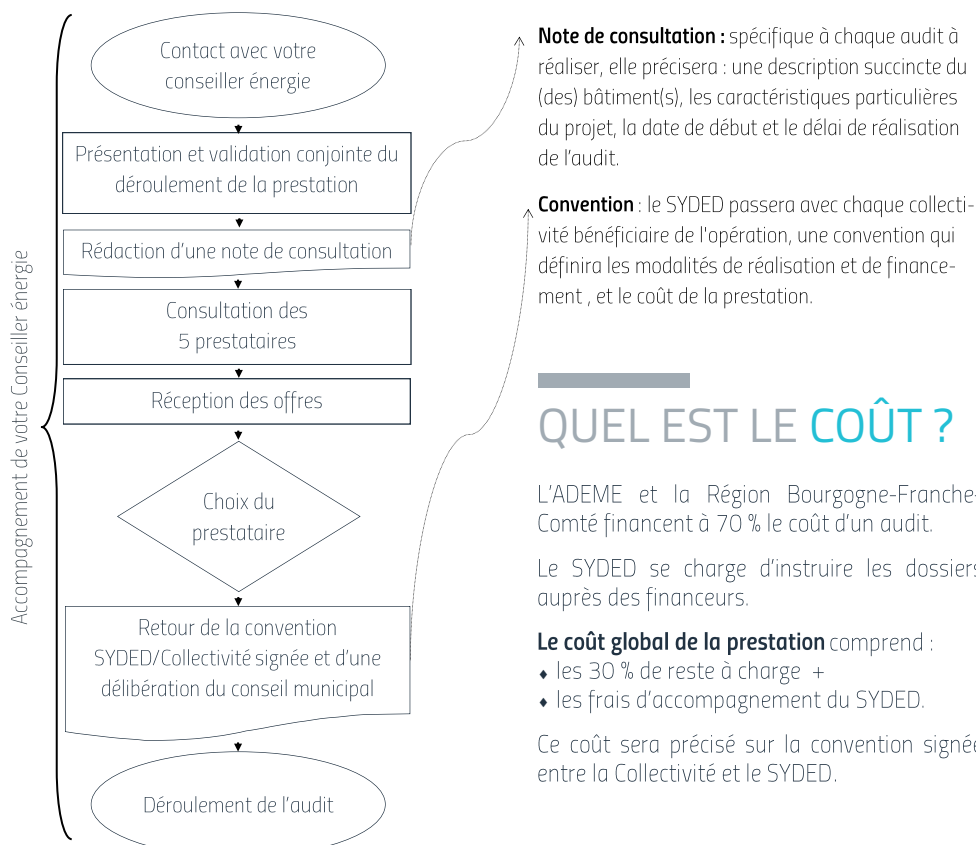 Accompagnement de votre Conseiller énergie
Contact avec votre
conseiller énergie
Présentation et validation conjointe du
déroulement de la prestation
Rédaction d'une note de consultation
Consultation des
5 prestataires
Réception des offres
Choix du
prestataire
Retour de la convention
SYDED/Collectivité signée et d'une
délibération du conseil municipal
Déroulement de l'audit
Note de consultation : spécifique à chaque audit à
réaliser, elle précisera : une description succincte du
(des) bâtiment(s), les caractéristiques particulières
du projet, la date de début et le délai de réalisation
de l'audit.
Convention : le SYDED passera avec chaque collecti-
vité bénéficiaire de l'opération, une convention qui
définira les modalités de réalisation et de finance-
ment , et le coût de la prestation.
QUEL EST LE COÛT ?
L'ADEME et la Région Bourgogne-Franche-
Comté financent à 70 % le coût d'un audit.
Le SYDED se charge d'instruire les dossiers
auprès des financeurs.
Le coût global de la prestation comprend :
♦ les 30 % de reste à charge +
♦ les frais d'accompagnement du SYDED.
Ce coût sera précisé sur la convention signée
entre la Collectivité et le SYDED.